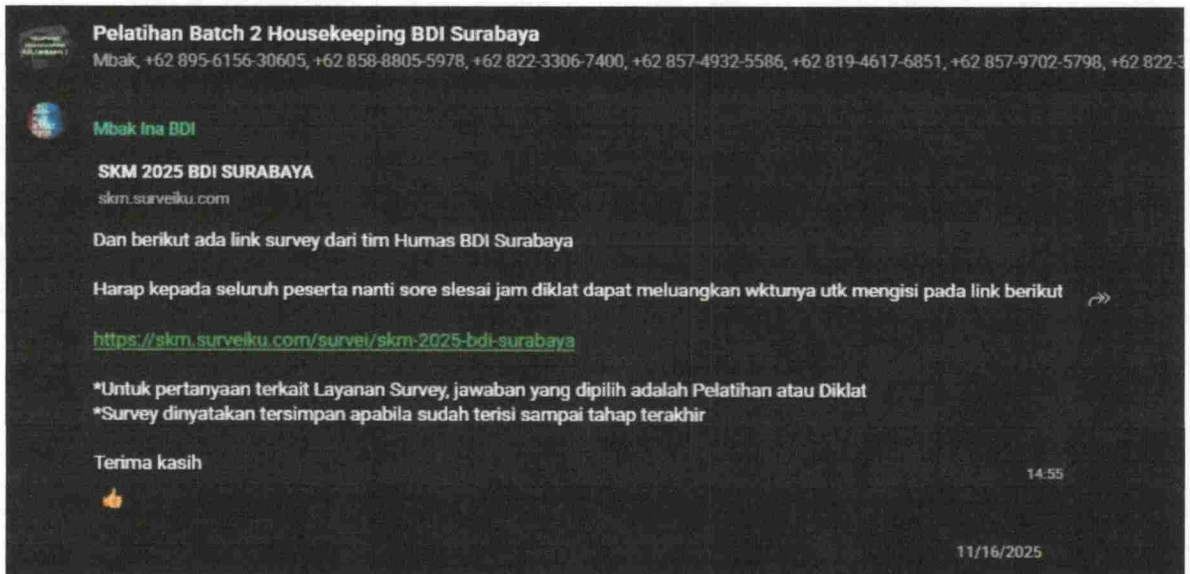 Pelatihan Batch 2 Housekeeping BDI Surabaya
Mbak, +62 895-6156-30605, +62 858-8805-5978, +62 822-3306-7400, +62 857-4932-5586, +62 819-4617-6851, +62 857-9702-5798, +62 822-3
Mbak Ina BDI
SKM 2025 BDI SURABAYA
skm.surveiku.com
Dan berikut ada link survey dari tim Humas BDI Surabaya
Harap kepada seluruh peserta nanti sore slesai jam diklat dapat meluangkan wktunya utk mengisi pada link berikut
https://skm.surveiku.com/survei/skm-2025-bdi-surabaya
*Untuk pertanyaan terkait Layanan Survey, jawaban yang dipilih adalah Pelatihan atau Diklat
*Survey dinyatakan tersimpan apabila sudah terisi sampai tahap terakhir
Terima kasih
14:55
11/16/2025